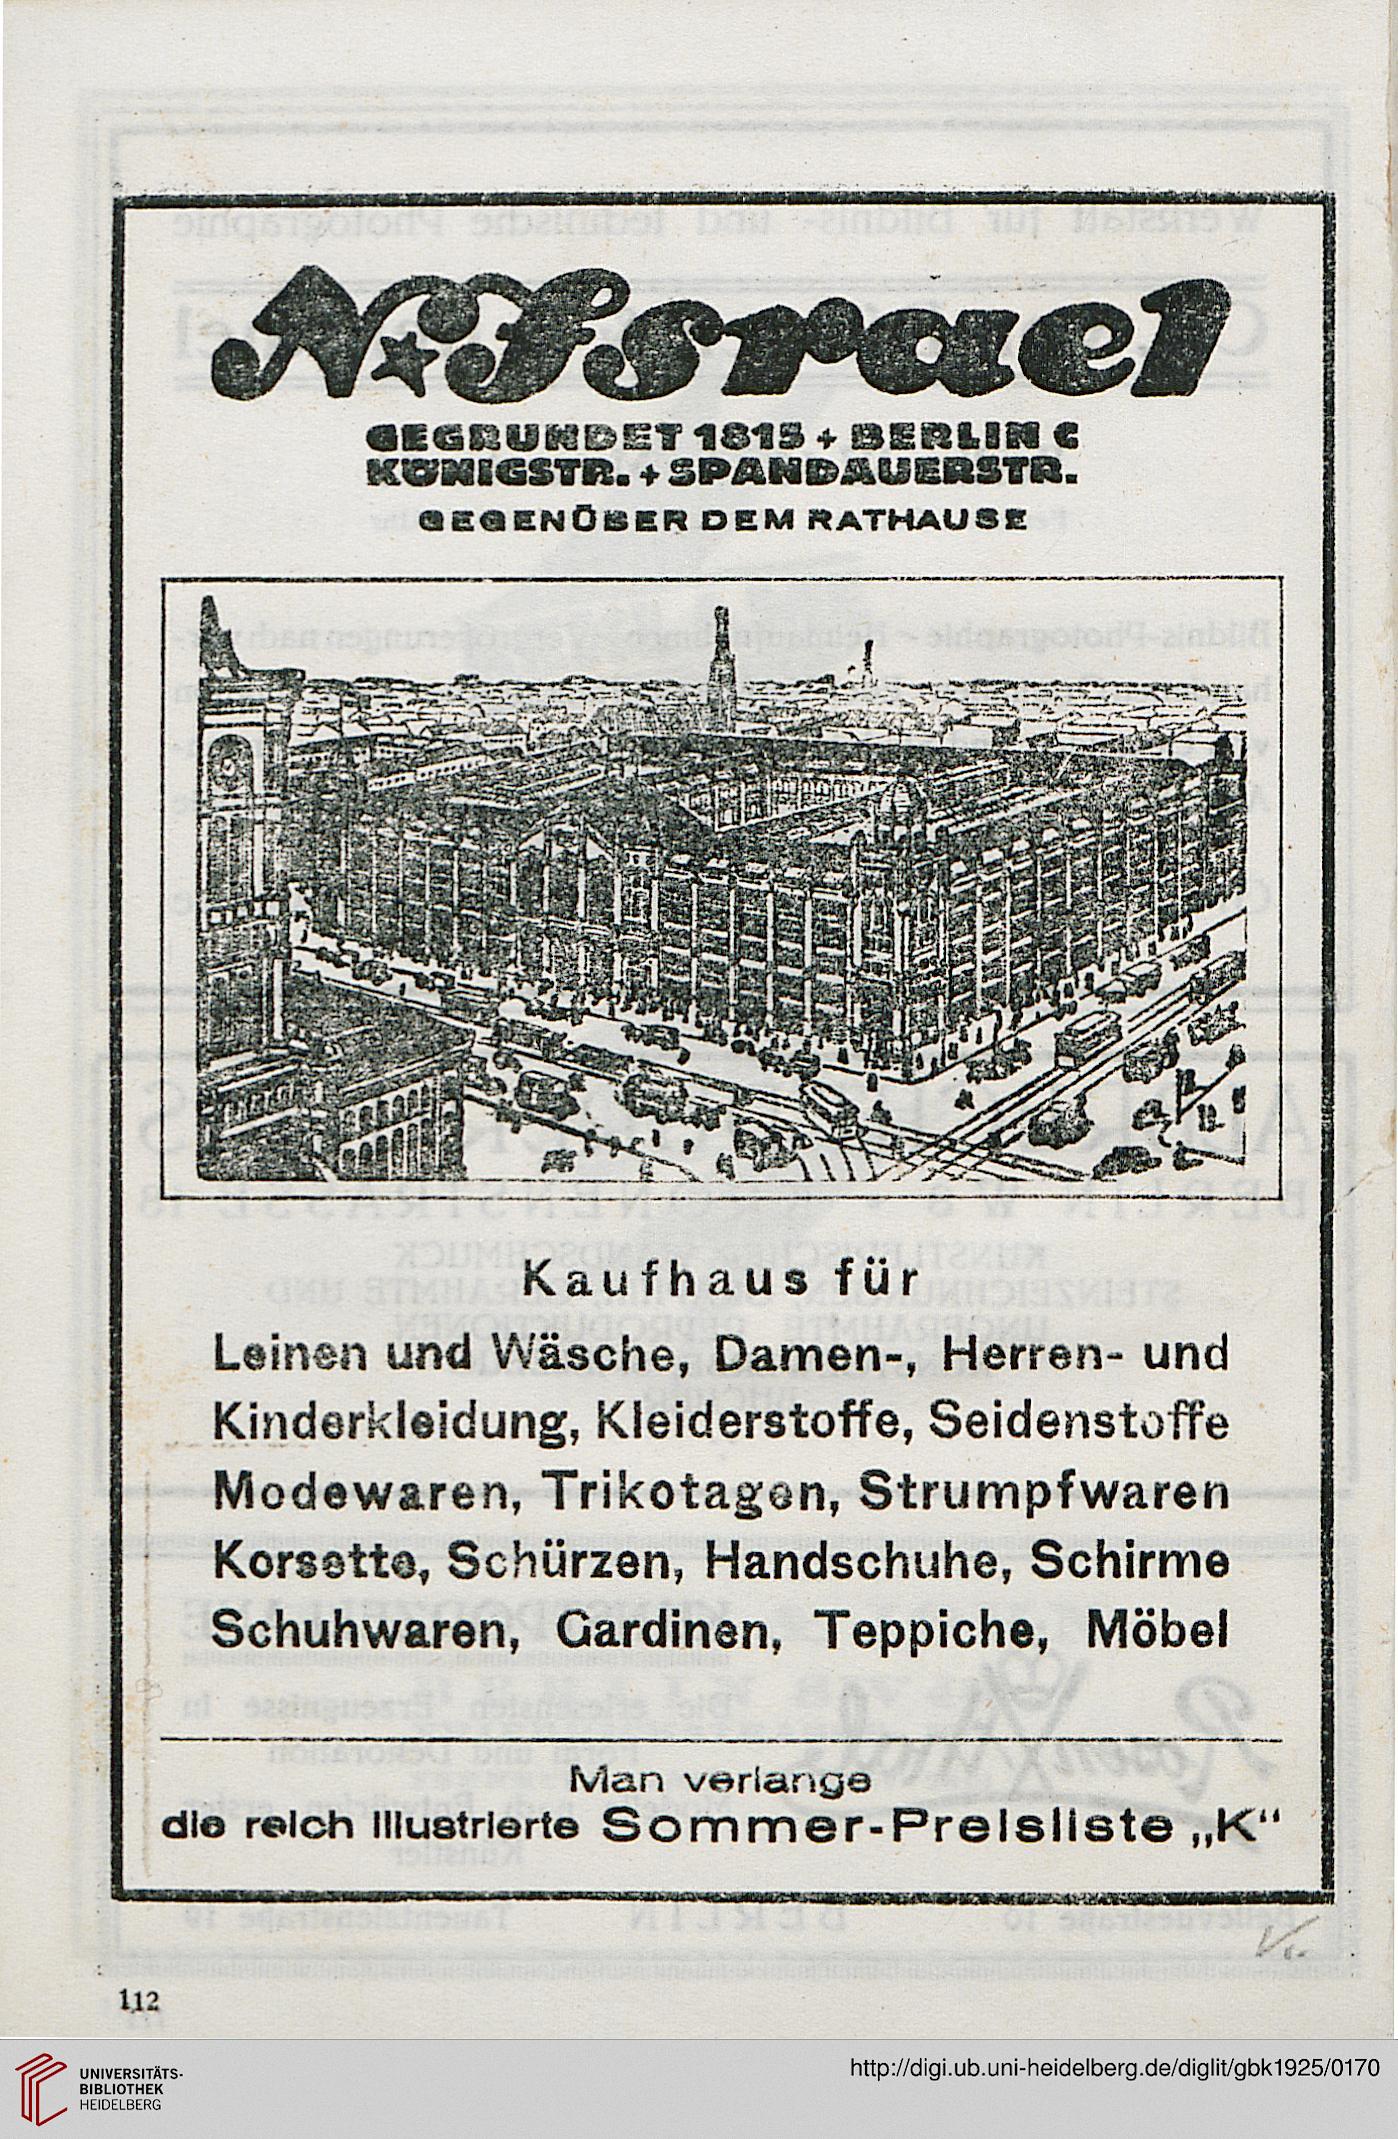 N★Israel
GEGRÜNDET 1815 + BERLIN C
KÖNIGSTR. + SPANDAUERSTR.
GEGENÜBER DEM RATHAUSE
Kaufhaus für
Leinen und Wäsche, Damen-, Herren- und
Kinderkleidung, Kleiderstoffe, Seidenstoffe
Modewaren, Trikotagen, Strumpfwaren
Korsette, Schürzen, Handschuhe, Schirme
Schuhwaren, Gardinen, Teppiche, Möbel
Man verlange
die reich illustrierte Sommer-Preisliste „K“
112
UNIVERSITÄTS-
BIBLIOTHEK
HEIDELBERG
http://digi.ub.uni-heidelberg.de/diglit/gbk1925/0170